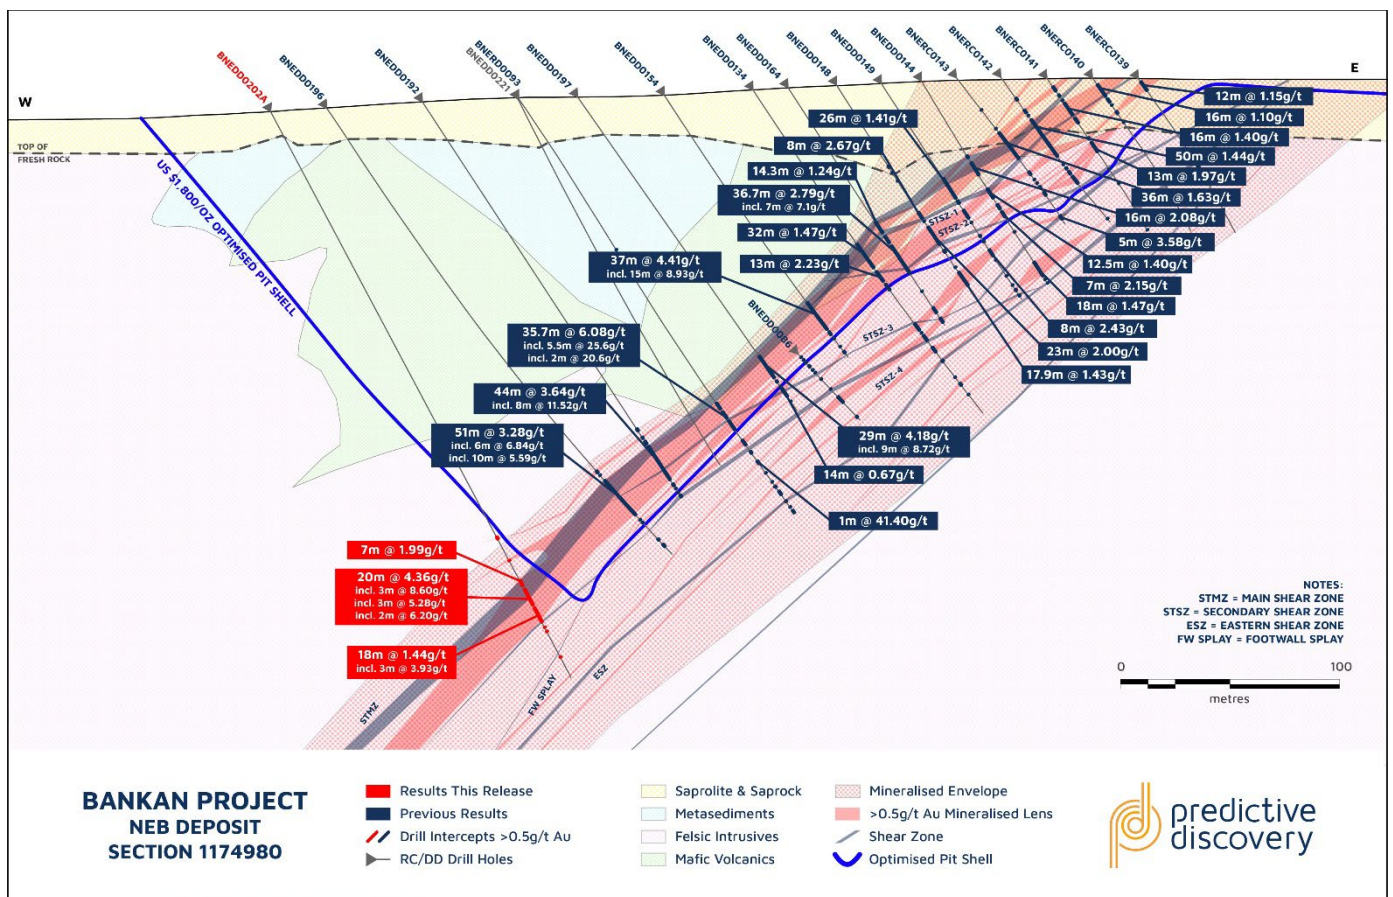 BNEDD0202A
BNEDD0196
BNEDD0192
BNERD0093
BNEDD0221
BNEDD0197
BNEDD0154
BNEDD0134
BNEDD0164
BNEDD0148
BNEDD0149
BNEDD0144
BNERC0143
BNERC0142
BNERC0141
BNERC0140
BNERC0139
W
E
TOP OF
FRESH ROCK
US $1,800/OZ OPTIMISED PIT SHELL
26m @ 1.41g/t
8m @ 2.67g/t
14.3m @ 1.24g/t
36.7m @ 2.79g/t
incl. 7m @ 7.1g/t
32m @ 1.47g/t
13m @ 2.23g/t
37m @ 4.41g/t
incl. 15m @ 8.93g/t
35.7m @ 6.08g/t
incl. 5.5m @ 25.6g/t
incl. 2m @ 20.6g/t
44m @ 3.64g/t
incl. 8m @ 11.52g/t
51m @ 3.28g/t
incl. 6m @ 6.84g/t
incl. 10m @ 5.59g/t
12m @ 1.15g/t
16m @ 1.10g/t
16m @ 1.40g/t
50m @ 1.44g/t
13m @ 1.97g/t
36m @ 1.63g/t
16m @ 2.08g/t
5m @ 3.58g/t
12.5m @ 1.40g/t
7m @ 2.15g/t
18m @ 1.47g/t
8m @ 2.43g/t
23m @ 2.00g/t
17.9m @ 1.43g/t
STSZ-1
STSZ-2
STSZ-3
STSZ-4
BNEDD0086
29m @ 4.18g/t
incl. 9m @ 8.72g/t
14m @ 0.67g/t
1m @ 41.40g/t
7m @ 1.99g/t
20m @ 4.36g/t
incl. 3m @ 8.60g/t
incl. 3m @ 5.28g/t
incl. 2m @ 6.20g/t
18m @ 1.44g/t
incl. 3m @ 3.93g/t
STMZ
FW SPLAY
ESZ
NOTES:
STMZ = MAIN SHEAR ZONE
STSZ = SECONDARY SHEAR ZONE
ESZ = EASTERN SHEAR ZONE
FW SPLAY = FOOTWALL SPLAY
0 100
metres
BANKAN PROJECT
NEB DEPOSIT
SECTION 1174980
Results This Release
Previous Results
Drill Intercepts >0.5g/t Au
RC/DD Drill Holes
Saprolite & Saprock
Metasediments
Felsic Intrusives
Mafic Volcanics
Mineralised Envelope
>0.5g/t Au Mineralised Lens
Shear Zone
Optimised Pit Shell
predictive
discovery